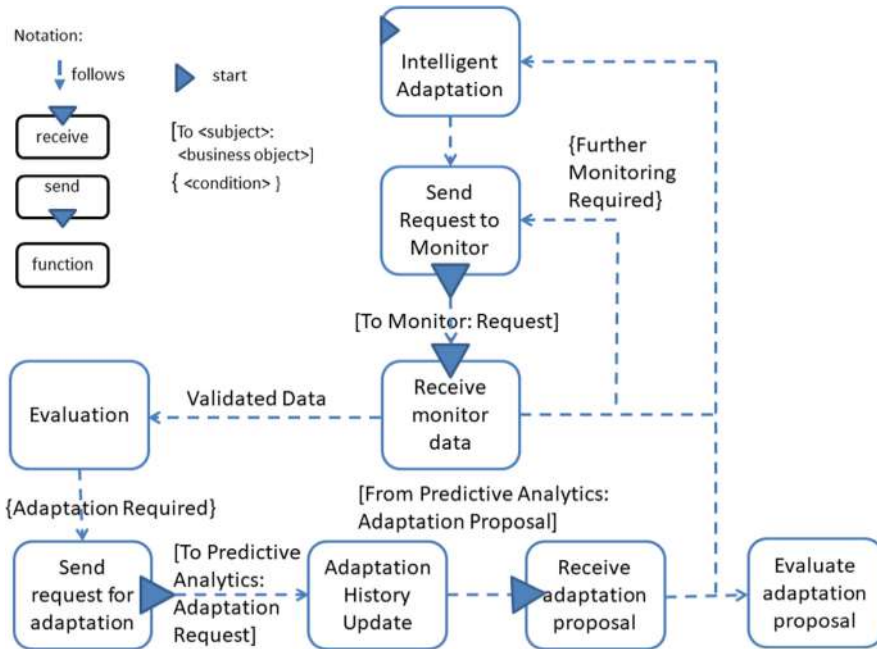 Notation:
follows
start
receive
[To <subject>:
<business object>]
send
{ <condition> }
function
Intelligent
Adaptation
{Further
Monitoring
Required}
Send
Request to
Monitor
[To Monitor: Request]
Receive
monitor
data
Validated Data
Evaluation
{Adaptation Required}
[From Predictive Analytics:
Adaptation Proposal]
Send
request for
adaptation
[To Predictive
Analytics:
Adaptation
Request]
Adaptation
History
Update
Receive
adaptation
proposal
Evaluate
adaptation
proposal